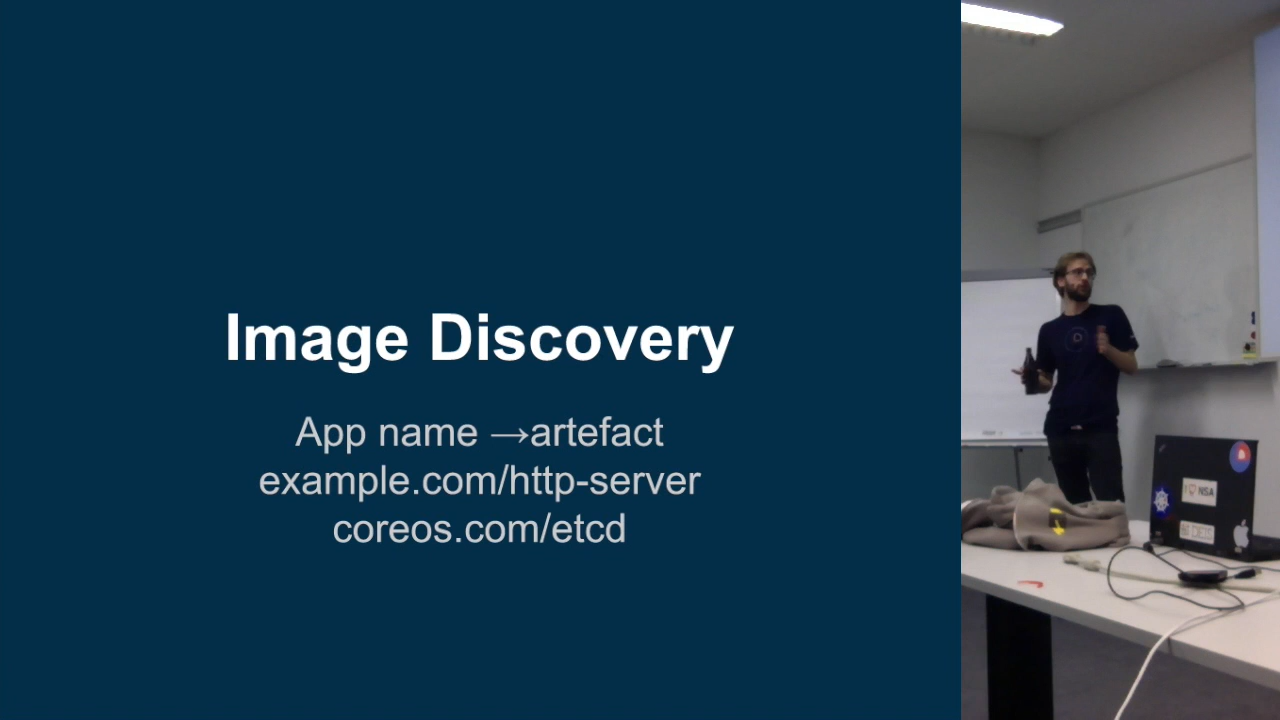 Image Discovery
App name →artefact
example.com/http-server
coreos.com/etcd
I NSA